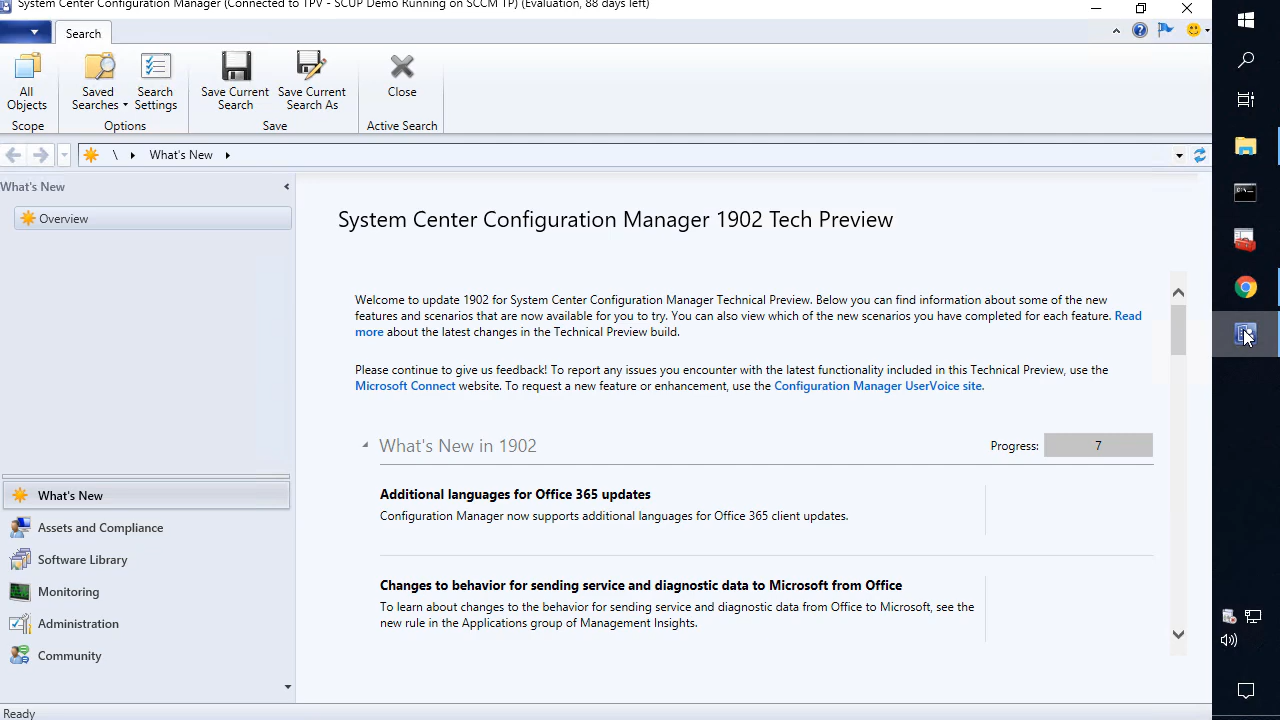 System Center Configuration Manager (Connected to TPV - SCUP Demo Running on SCCM TP) (Evaluation, 88 days left)
Search
All Objects
Saved Searches
Search Settings
Save Current Search
Save Current Search As
Close
Scope
Options
Save
Active Search
\ What's New
What's New
Overview
System Center Configuration Manager 1902 Tech Preview
Welcome to update 1902 for System Center Configuration Manager Technical Preview. Below you can find information about some of the new
features and scenarios that are now available for you to try. You can also view which of the new scenarios you have completed for each feature. Read
more about the latest changes in the Technical Preview build.
Please continue to give us feedback! To report any issues you encounter with the latest functionality included in this Technical Preview, use the
Microsoft Connect website. To request a new feature or enhancement, use the Configuration Manager UserVoice site.
What's New in 1902
Progress: 7
Additional languages for Office 365 updates
Configuration Manager now supports additional languages for Office 365 client updates.
Changes to behavior for sending service and diagnostic data to Microsoft from Office
To learn about changes to the behavior for sending service and diagnostic data from Office to Microsoft, see the
new rule in the Applications group of Management Insights.
What's New
Assets and Compliance
Software Library
Monitoring
Administration
Community
Ready